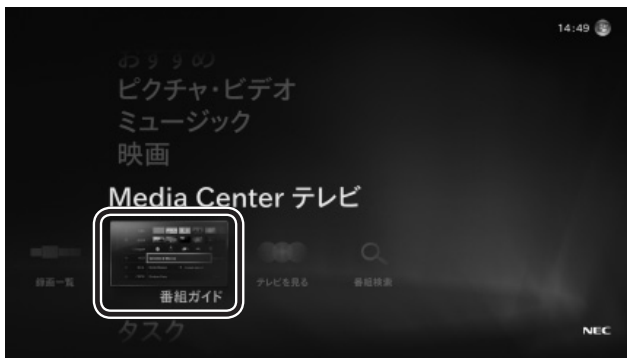 14:49
おすすめ
ピクチャ・ビデオ
ミュージック
映画
Media Center テレビ
録画一覧
番組ガイド
テレビを見る
番組検索
タスク
NEC